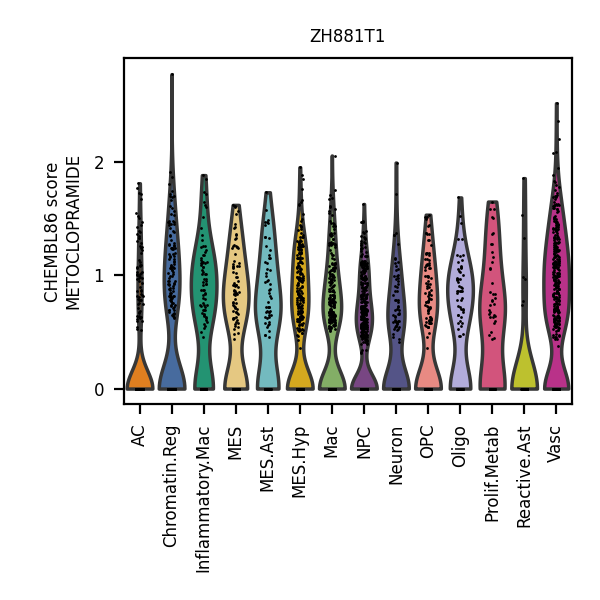 ZH881T1
CHEMBL86 score
METOCLOPRAMIDE
2
1
0
AC
Chromatin.Reg
Inflammatory.Mac
MES
MES.Ast
MES.Hyp
Mac
NPC
Neuron
OPC
Oligo
Prolif.Metab
Reactive.Ast
Vasc